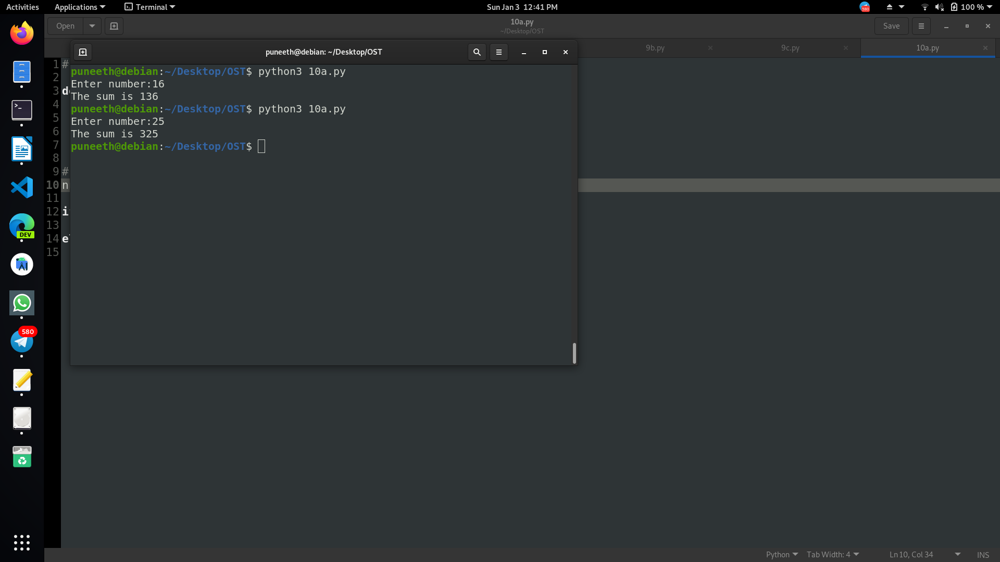 Activities Applications Terminal Sun Jan 3 12:41 PM 580 100 %
Open 10a.py Save
~/Desktop/OST
9b.py 9c.py 10a.py
puneeth@debian: ~/Desktop/OST
puneeth@debian:~/Desktop/OST$ python3 10a.py
Enter number:16
The sum is 136
puneeth@debian:~/Desktop/OST$ python3 10a.py
Enter number:25
The sum is 325
puneeth@debian:~/Desktop/OST$
1 #
2
3
4
5
6
7
8
9 #
10 n
11
12 i
13
14 e
15
DEV
580
Python Tab Width: 4 Ln 10, Col 34 INS